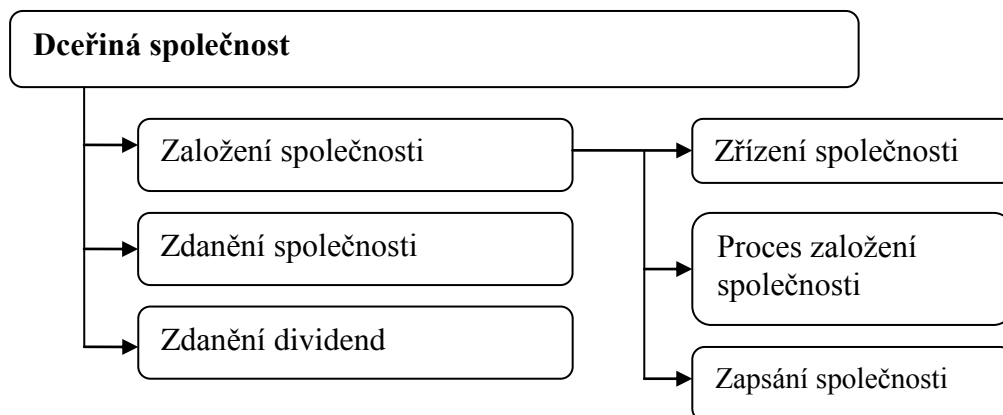 Dceřiná společnost
Založení společnosti
Zřízení společnosti
Zdanění společnosti
Proces založení
společnosti
Zdanění dividend
Zapsání společnosti